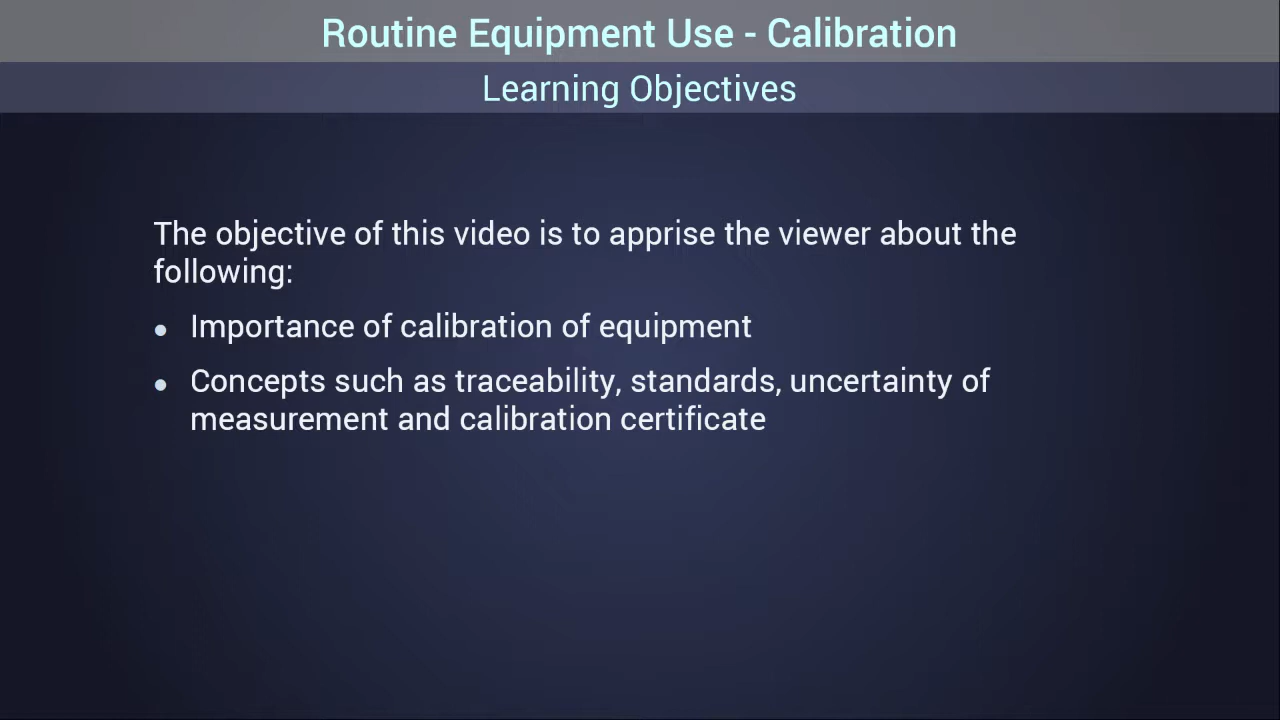 Routine Equipment Use - Calibration
Learning Objectives
The objective of this video is to apprise the viewer about the
following:
● Importance of calibration of equipment
● Concepts such as traceability, standards, uncertainty of
measurement and calibration certificate